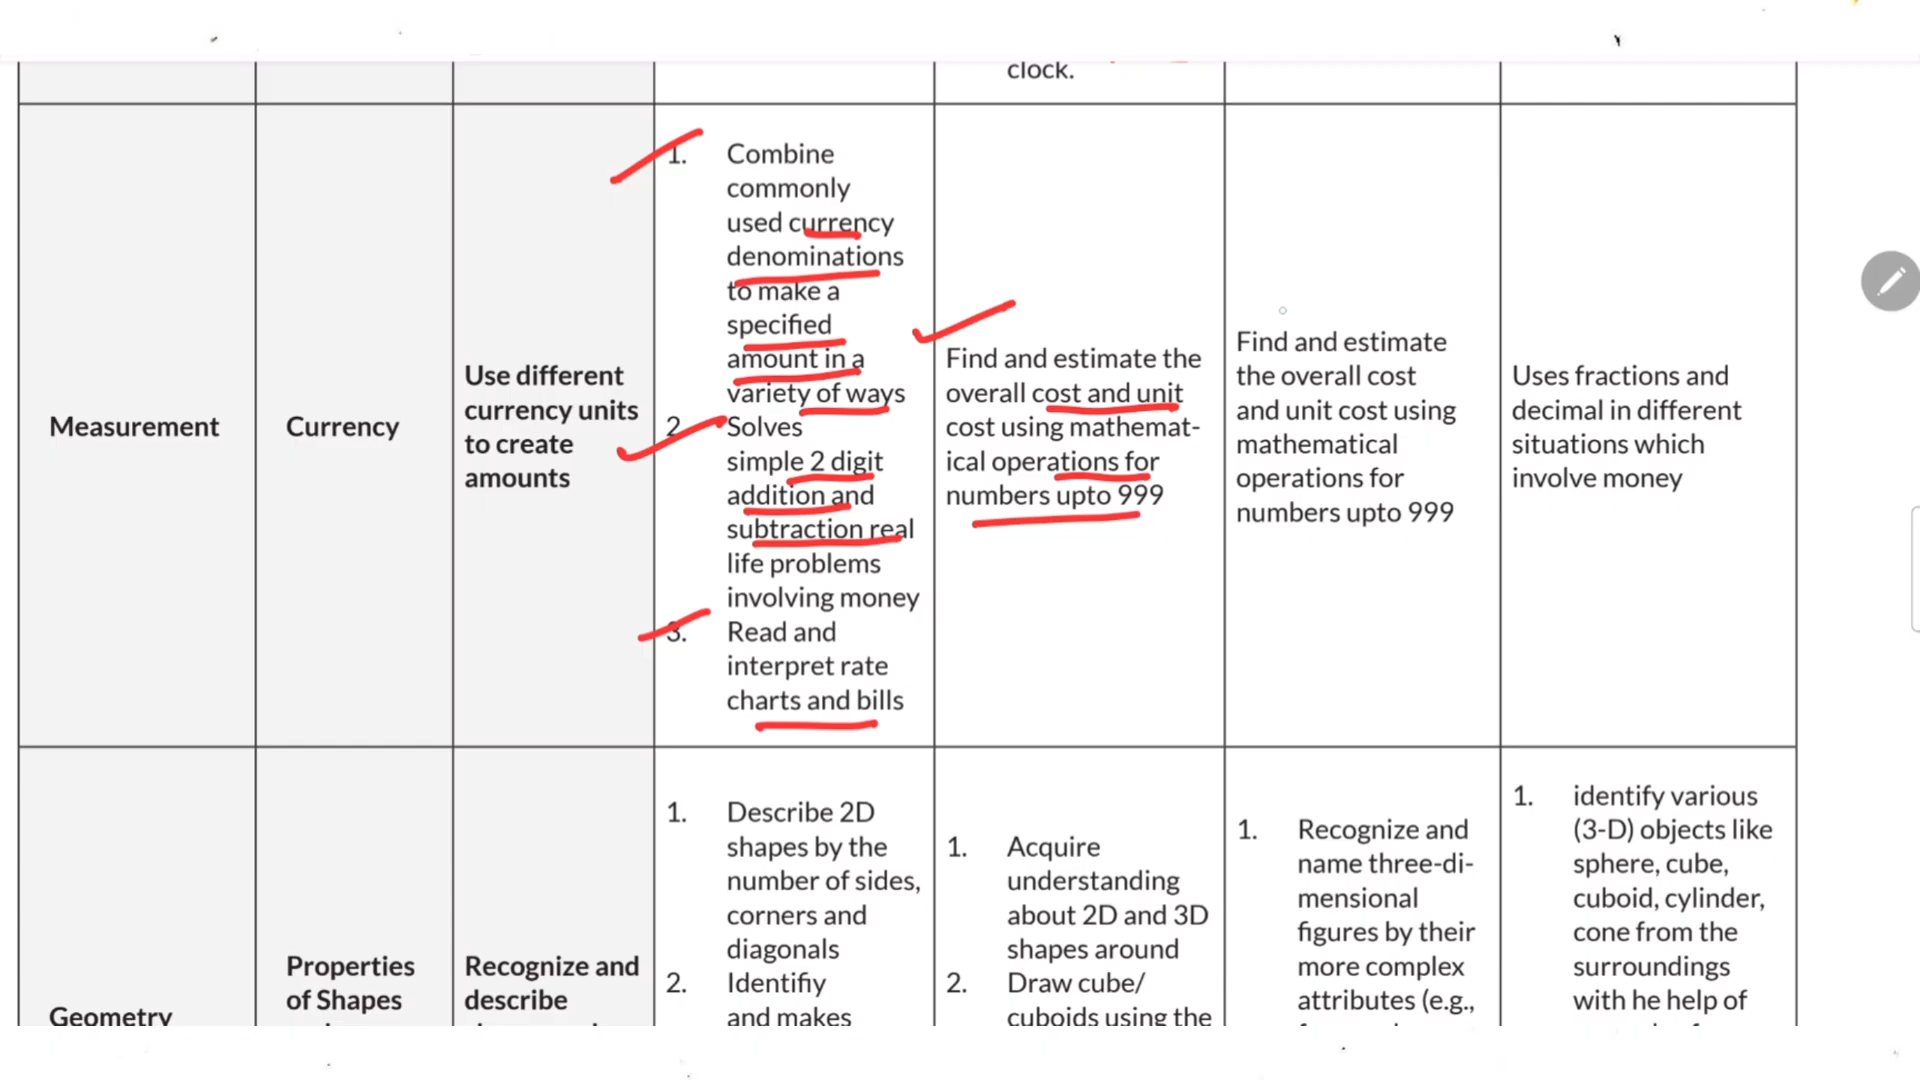 clock.
Measurement
Currency
Use different
currency units
to create
amounts
1. Combine
commonly
used currency
denominations
to make a
specified
amount in a
variety of ways
2. Solves
simple 2 digit
addition and
subtraction real
life problems
involving money
3. Read and
interpret rate
charts and bills
Find and estimate the
overall cost and unit
cost using mathemat-
ical operations for
numbers upto 999
Find and estimate
the overall cost
and unit cost using
mathematical
operations for
numbers upto 999
Uses fractions and
decimal in different
situations which
involve money
Geometry
Properties
of Shapes
Recognize and
describe
1. Describe 2D
shapes by the
number of sides,
corners and
diagonals
2. Identifiy
and makes
1. Acquire
understanding
about 2D and 3D
shapes around
2. Draw cube/
cuboids using the
1. Recognize and
name three-di-
mensional
figures by their
more complex
attributes (e.g.,
1. identify various
(3-D) objects like
sphere, cube,
cuboid, cylinder,
cone from the
surroundings
with he help of